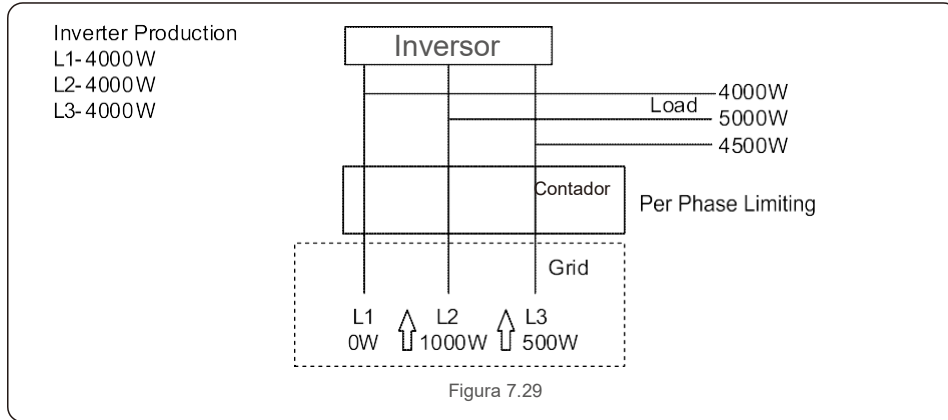 Inverter Production
L1-4000W
L2-4000W
L3-4000W
Inversor
4000W
Load
5000W
4500W
Contador
Per Phase Limiting
Grid
L1 L2 L3
0W 1000W 500W
Figura 7.29